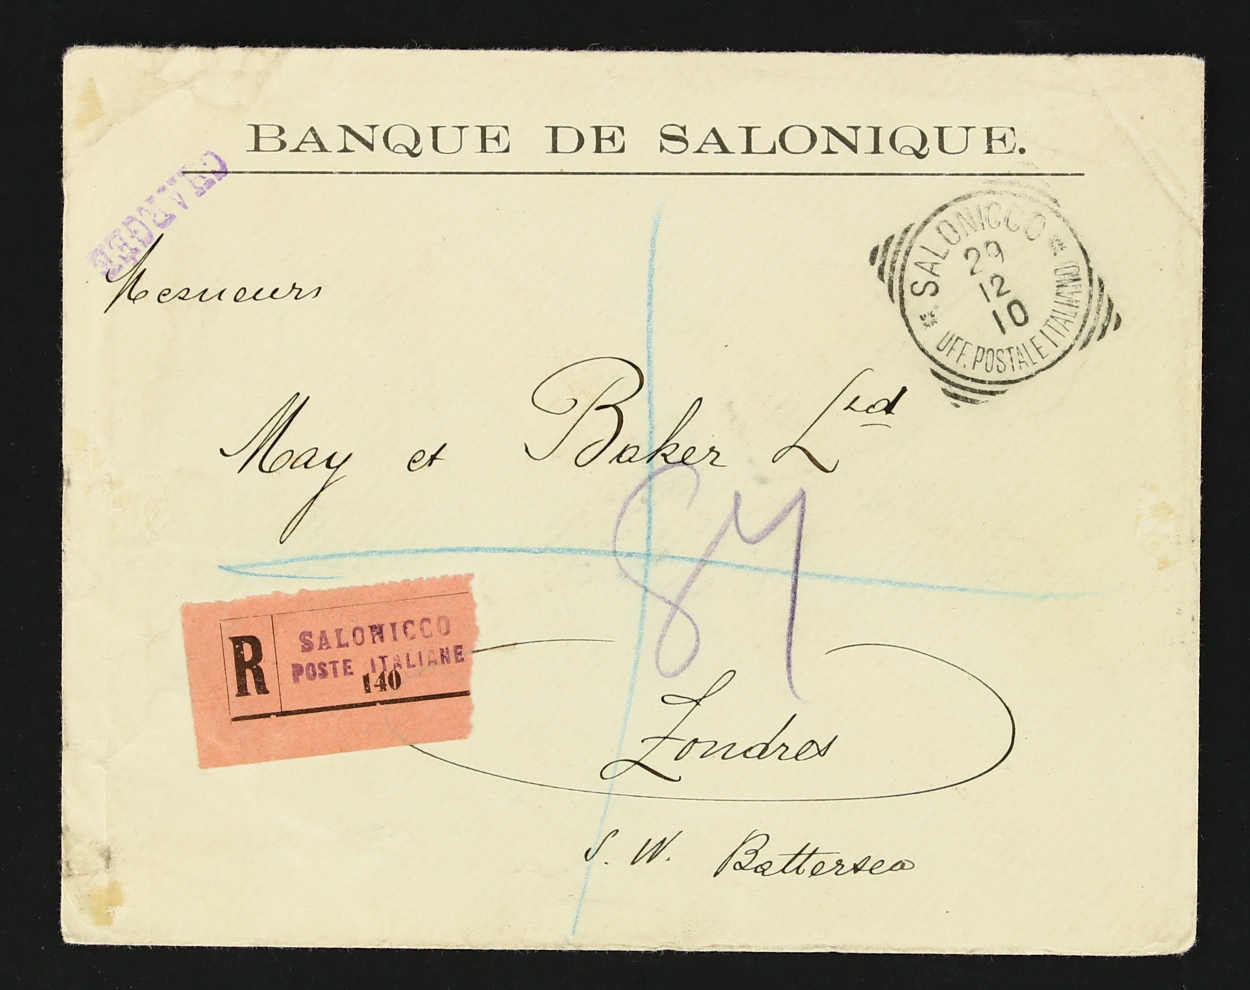 BANQUE DE SALONIQUE.
CHARGÉE
SALONICCO
29
12
10
UFF. POSTALE ITALIANO
Messieurs
May et Baker Ltd
R
SALONICCO
POSTE ITALIANE
140
Londres
S. W. Battersea